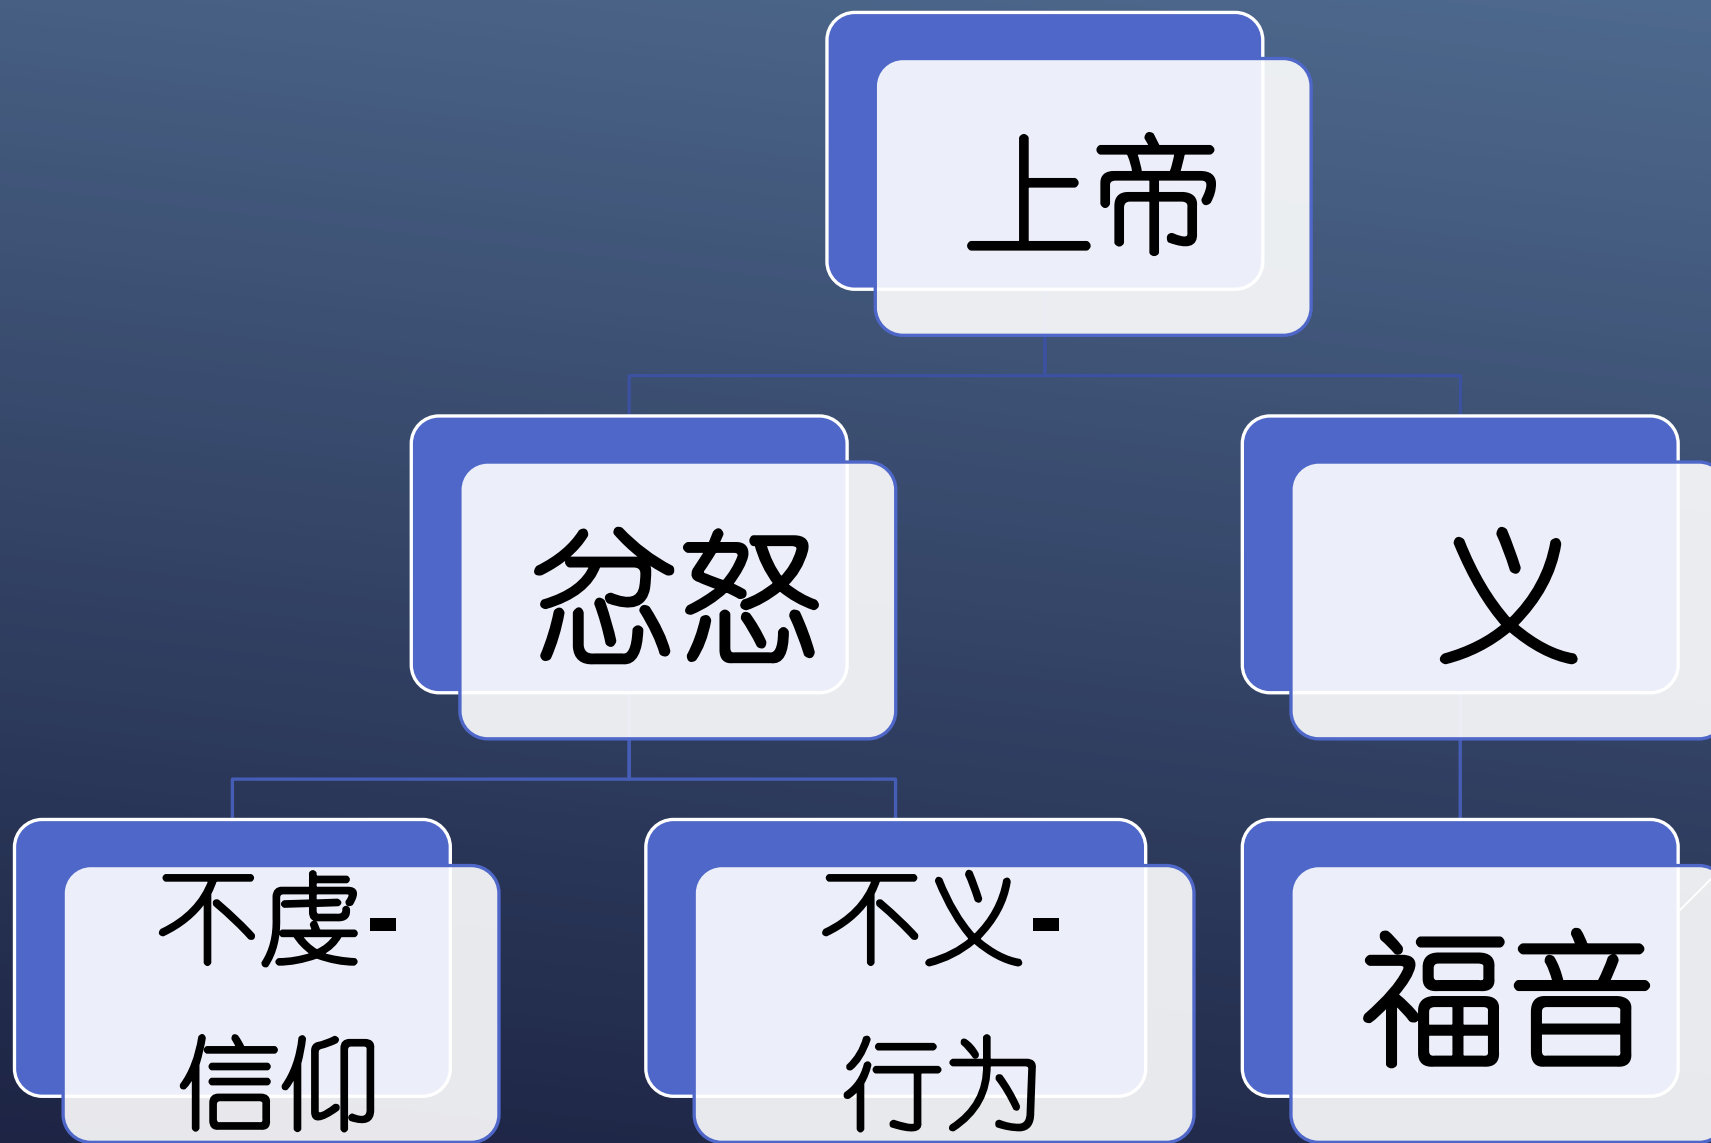 上帝
忿怒
义
不虔-
信仰
不义-
行为
福音